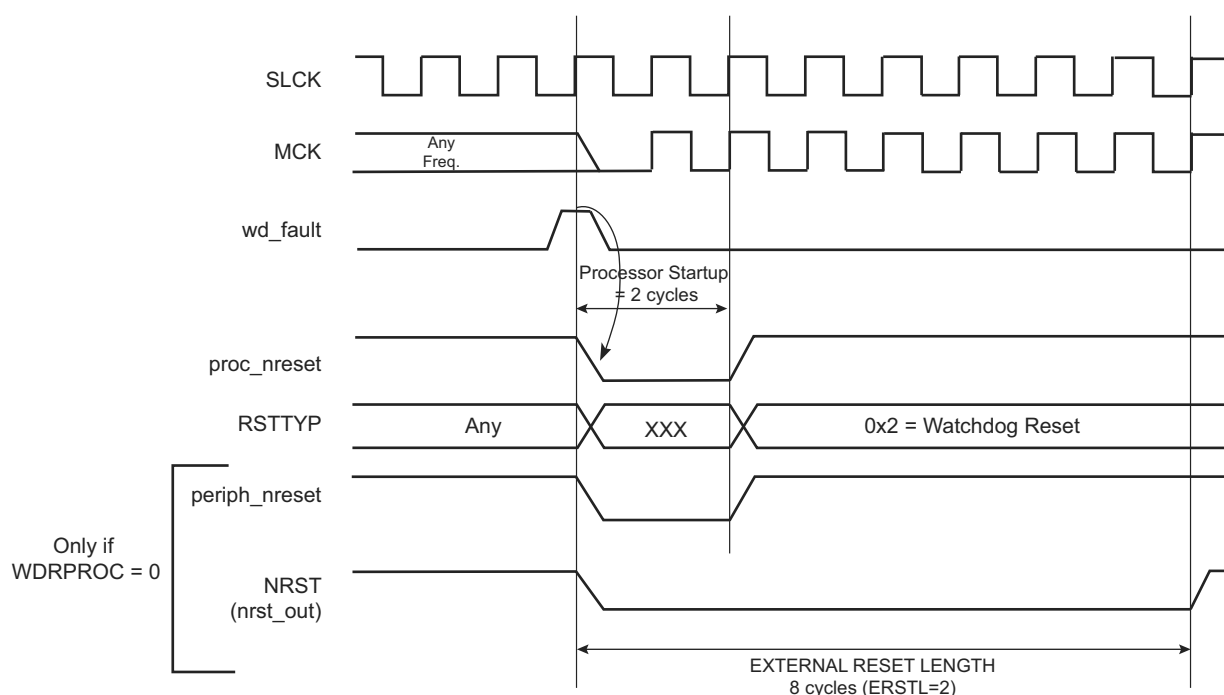 SLCK
MCK
Any
Freq.
wd_fault
Processor Startup
= 2 cycles
proc_nreset
RSTTYP
Any
XXX
0x2 = Watchdog Reset
Only if
WDRPROC = 0
periph_nreset
NRST
(nrst_out)
EXTERNAL RESET LENGTH
8 cycles (ERSTL=2)